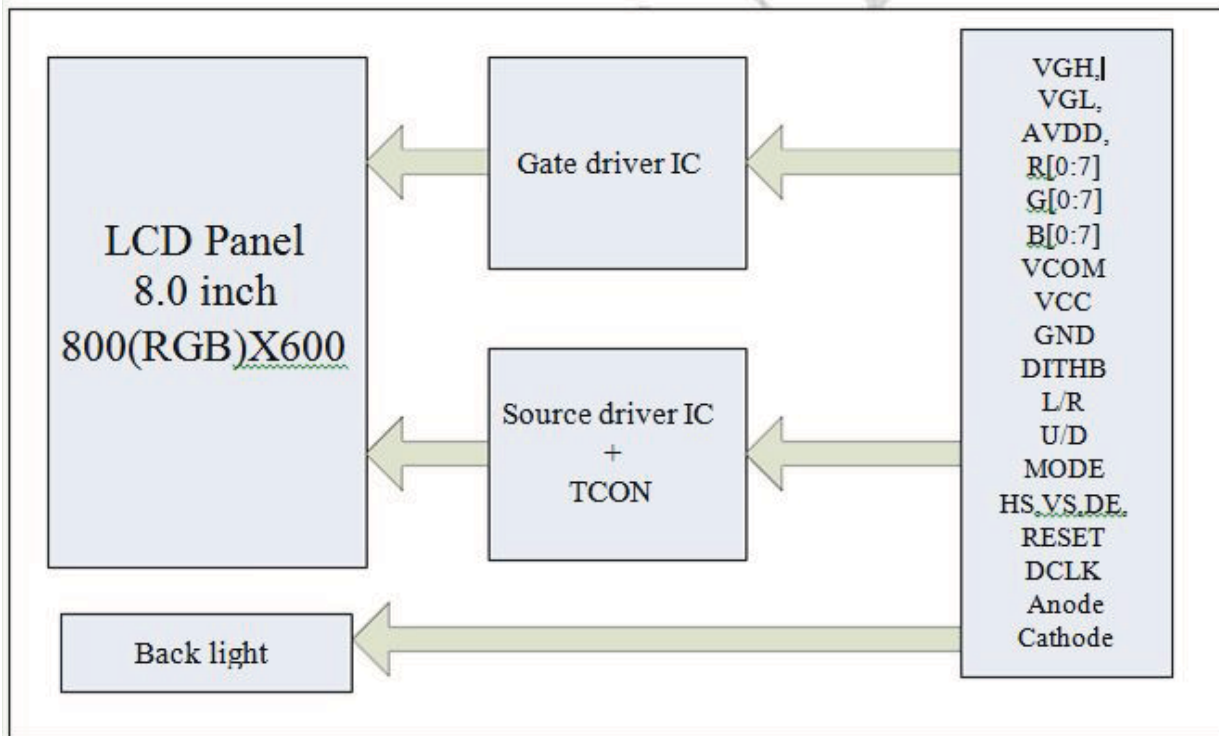 LCD Panel
8.0 inch
800(RGB)X600
Gate driver IC
Source driver IC
+
TCON
Back light
VGH,
VGL,
AVDD,
R[0:7]
G[0:7]
B[0:7]
VCOM
VCC
GND
DITHB
L/R
U/D
MODE
HS,VS,DE,
RESET
DCLK
Anode
Cathode